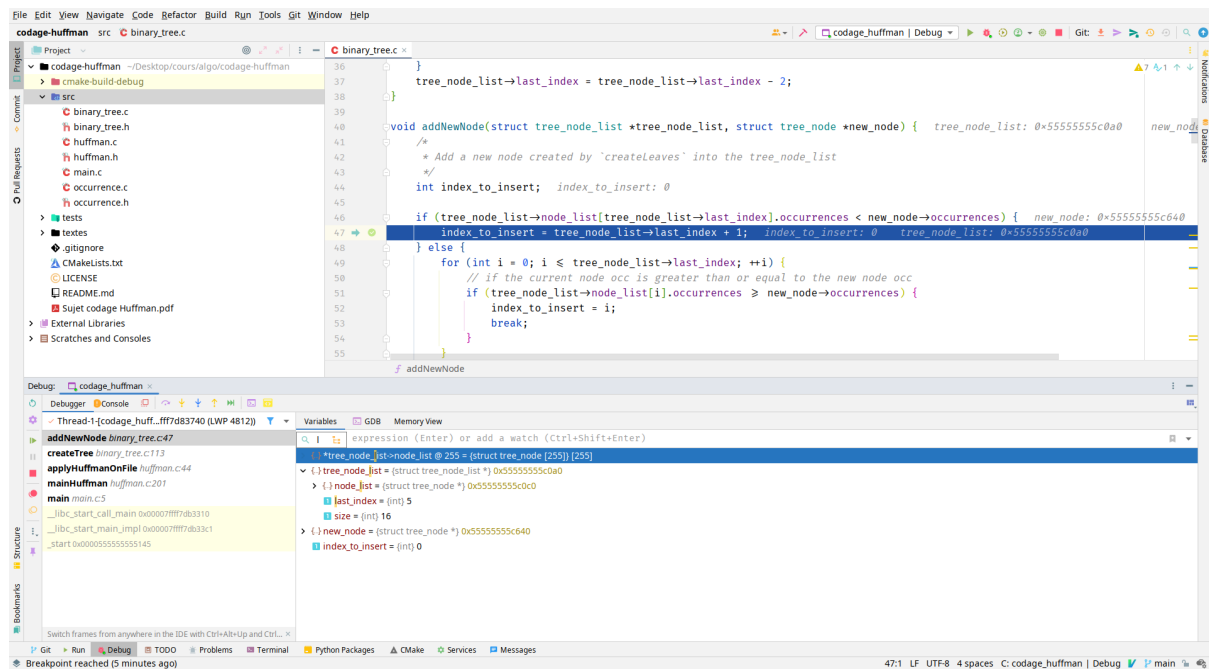 File Edit View Navigate Code Refactor Build Run Tools Git Window Help
codage-huffman src binary_tree.c
codage_huffman | Debug
Git:
Project
binary_tree.c
codage-huffman ~/Desktop/cours/algo/codage-huffman
cmake-build-debug
src
binary_tree.c
binary_tree.h
huffman.c
huffman.h
main.c
occurrence.c
occurrence.h
tests
textes
.gitignore
CMakeLists.txt
LICENSE
README.md
Sujet codage Huffman.pdf
External Libraries
Scratches and Consoles
Project
Commit
Pull Requests
Structure
Bookmarks
Notifications
Database
7 1
36 }
37 tree_node_list→last_index = tree_node_list→last_index - 2;
38 }
39
40 void addNewNode(struct tree_node_list *tree_node_list, struct tree_node *new_node) { tree_node_list: 0×55555555c0a0 new_node
41 /*
42 * Add a new node created by `createLeaves` into the tree_node_list
43 */
44 int index_to_insert; index_to_insert: 0
45
46 if (tree_node_list→node_list[tree_node_list→last_index].occurrences < new_node→occurrences) { new_node: 0×55555555c640
47 index_to_insert = tree_node_list→last_index + 1; index_to_insert: 0 tree_node_list: 0×55555555c0a0
48 } else {
49 for (int i = 0; i ≤ tree_node_list→last_index; ++i) {
50 // if the current node occ is greater than or equal to the new node occ
51 if (tree_node_list→node_list[i].occurrences ≥ new_node→occurrences) {
52 index_to_insert = i;
53 break;
54 }
55 }
f addNewNode
Debug: codage_huffman
Debugger Console
Thread-1-[codage_huff...fff7d83740 (LWP 4812))
addNewNode binary_tree.c:47
createTree binary_tree.c:113
applyHuffmanOnFile huffman.c:44
mainHuffman huffman.c:201
main main.c:5
__libc_start_call_main 0x00007ffff7db3310
__libc_start_main_impl 0x00007ffff7db33c1
_start 0x0000555555555145
Switch frames from anywhere in the IDE with Ctrl+Alt+Up and Ctrl...
Variables GDB Memory View
expression (Enter) or add a watch (Ctrl+Shift+Enter)
*tree_node_list>node_list @ 255 = {struct tree_node [255]} [255]
tree_node_list = {struct tree_node_list *} 0x55555555c0a0
node_list = {struct tree_node *} 0x55555555c0c0
last_index = {int} 5
size = {int} 16
new_node = {struct tree_node *} 0x55555555c640
index_to_insert = {int} 0
Git Run Debug TODO Problems Terminal Python Packages CMake Services Messages
Breakpoint reached (5 minutes ago)
47:1 LF UTF-8 4 spaces C: codage_huffman | Debug main